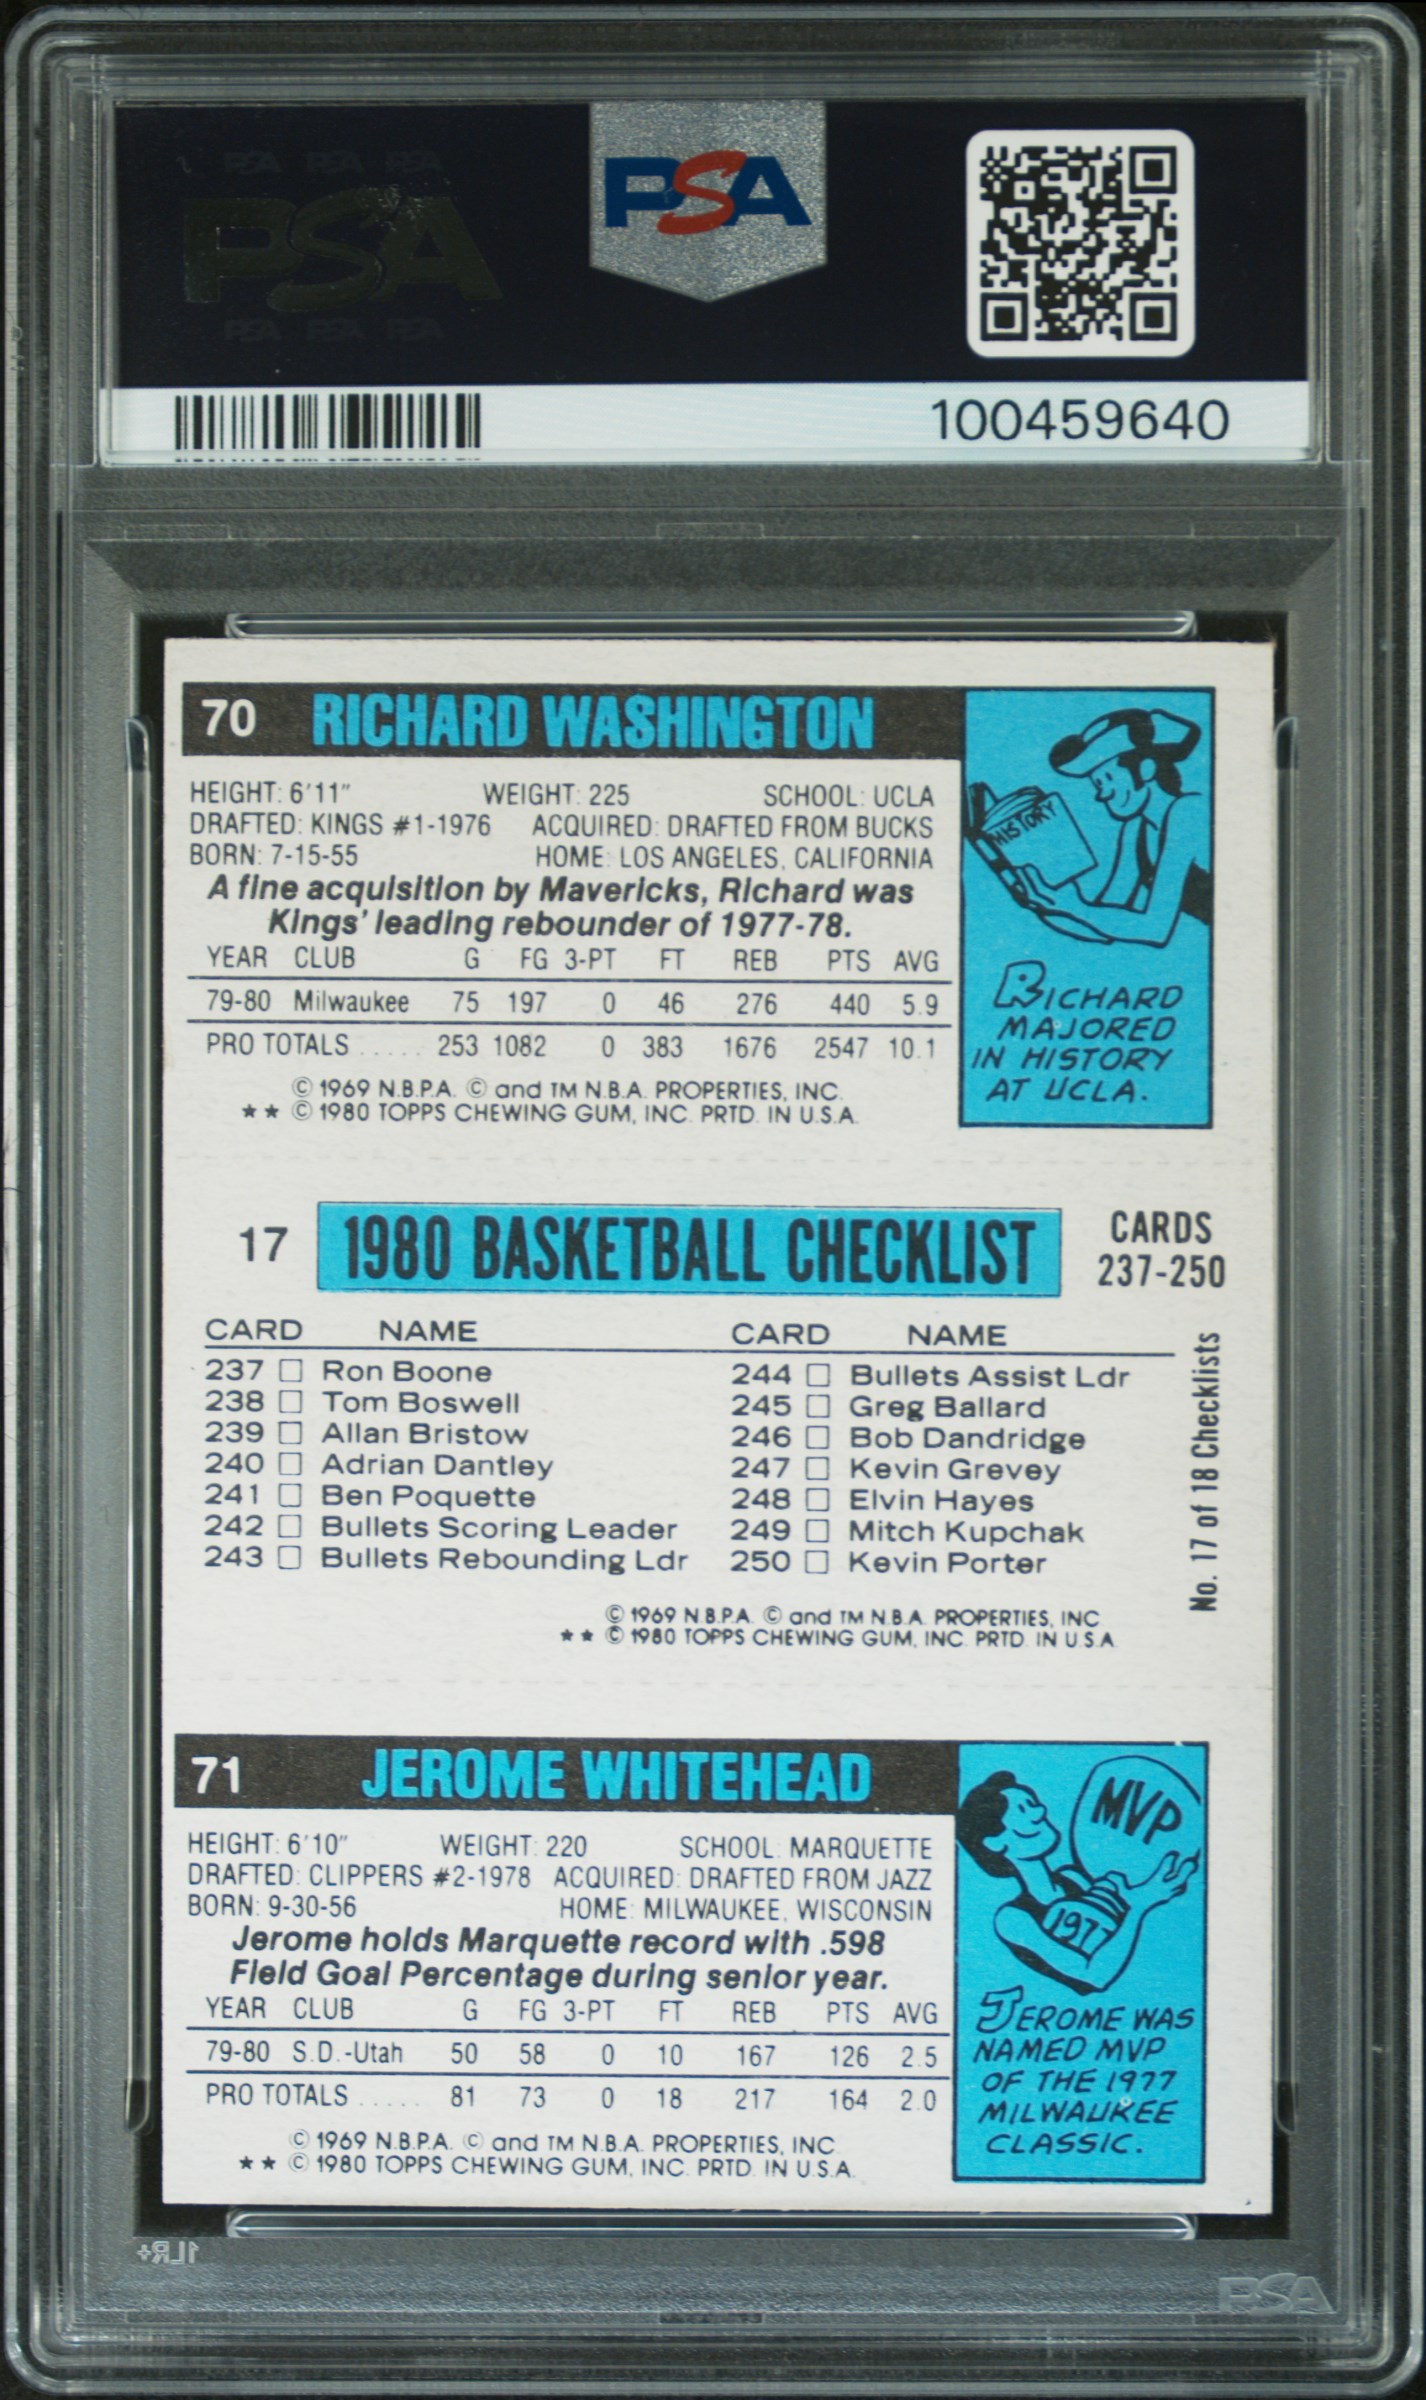 PSA PSA PSA
PSA
PSA PSA PSA
PSA
100459640
70 RICHARD WASHINGTON
HEIGHT: 6'11" WEIGHT: 225 SCHOOL: UCLA
DRAFTED: KINGS #1-1976 ACQUIRED: DRAFTED FROM BUCKS
BORN: 7-15-55 HOME: LOS ANGELES, CALIFORNIA
A fine acquisition by Mavericks, Richard was
Kings' leading rebounder of 1977-78.
YEAR CLUB G FG 3-PT FT REB PTS AVG
79-80 Milwaukee 75 197 0 46 276 440 5.9
PRO TOTALS ..... 253 1082 0 383 1676 2547 10.1
© 1969 N.B.P.A. © and TM N.B.A. PROPERTIES, INC.
★★ © 1980 TOPPS CHEWING GUM, INC. PRTD. IN U.S.A.
HISTORY
RICHARD
MAJORED
IN HISTORY
AT UCLA.
17 1980 BASKETBALL CHECKLIST CARDS
237-250
CARD NAME CARD NAME
237 □ Ron Boone 244 □ Bullets Assist Ldr
238 □ Tom Boswell 245 □ Greg Ballard
239 □ Allan Bristow 246 □ Bob Dandridge
240 □ Adrian Dantley 247 □ Kevin Grevey
241 □ Ben Poquette 248 □ Elvin Hayes
242 □ Bullets Scoring Leader 249 □ Mitch Kupchak
243 □ Bullets Rebounding Ldr 250 □ Kevin Porter
No. 17 of 18 Checklists
© 1969 N.B.P.A. © and TM N.B.A. PROPERTIES, INC
★★ © 1980 TOPPS CHEWING GUM, INC. PRTD. IN U.S.A.
71 JEROME WHITEHEAD
HEIGHT: 6'10" WEIGHT: 220 SCHOOL: MARQUETTE
DRAFTED: CLIPPERS #2-1978 ACQUIRED: DRAFTED FROM JAZZ
BORN: 9-30-56 HOME: MILWAUKEE, WISCONSIN
Jerome holds Marquette record with .598
Field Goal Percentage during senior year.
YEAR CLUB G FG 3-PT FT REB PTS AVG
79-80 S.D.-Utah 50 58 0 10 167 126 2.5
PRO TOTALS ..... 81 73 0 18 217 164 2.0
© 1969 N.B.P.A. © and TM N.B.A. PROPERTIES, INC.
★★ © 1980 TOPPS CHEWING GUM, INC. PRTD. IN U.S.A.
MVP
1977
JEROME WAS
NAMED MVP
OF THE 1977
MILWAUKEE
CLASSIC.
1LR+
PSA